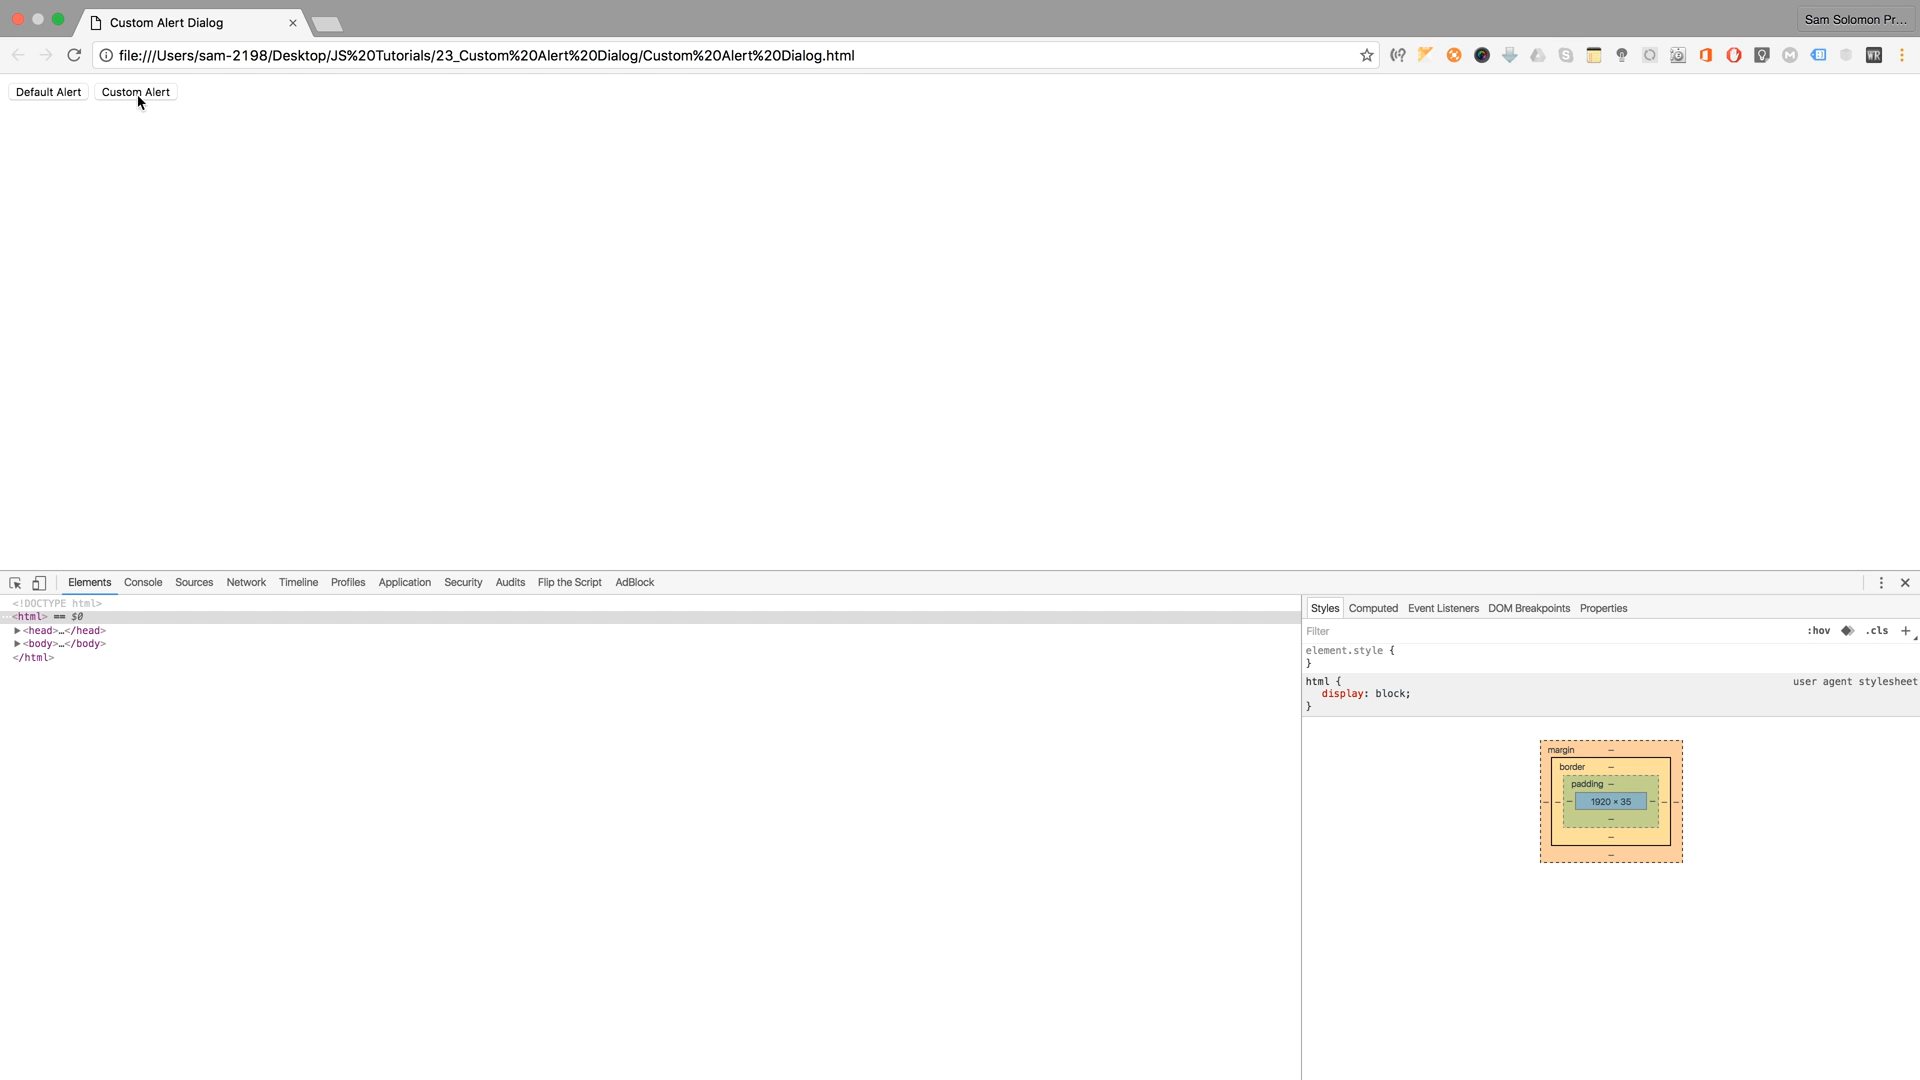 Custom Alert Dialog
Sam Solomon Pr...
file:///Users/sam-2198/Desktop/JS%20Tutorials/23_Custom%20Alert%20Dialog/Custom%20Alert%20Dialog.html
Default Alert Custom Alert
Elements Console Sources Network Timeline Profiles Application Security Audits Flip the Script AdBlock
<!DOCTYPE html>
<html> == $0
<head>…</head>
<body>…</body>
</html>
Styles Computed Event Listeners DOM Breakpoints Properties
Filter :hov .cls +
element.style {
}
html { user agent stylesheet
display: block;
}
margin –
border –
padding –
– – – 1920 × 35 – – –
–
–
–